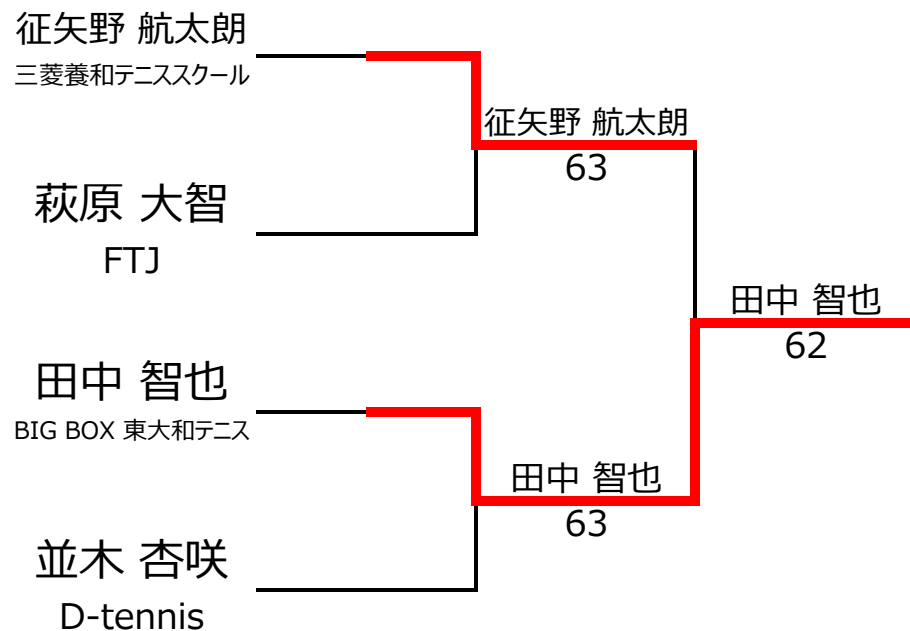 征矢野 航太朗
三菱養和テニススクール
征矢野 航太朗
63
萩原 大智
FTJ
田中 智也
62
田中 智也
BIG BOX 東大和テニス
田中 智也
63
並木 杏咲
D-tennis